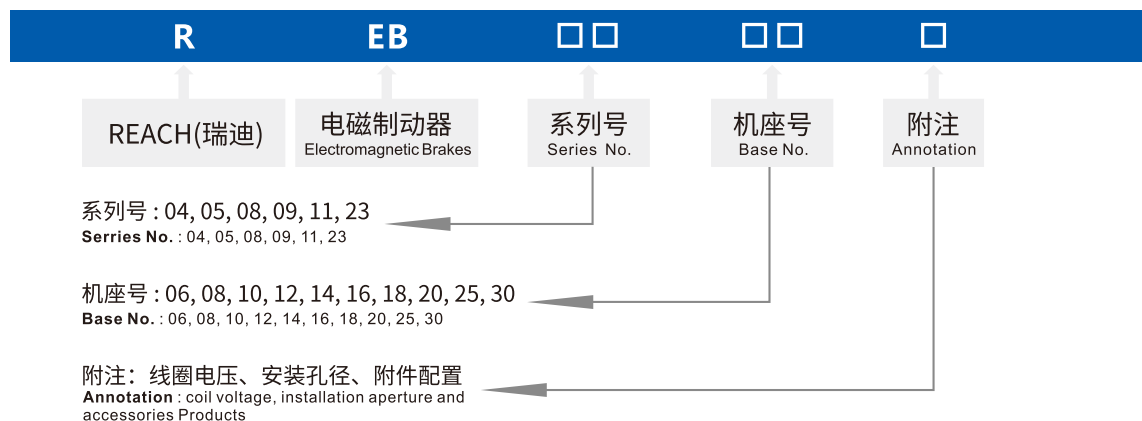 R EB □□ □□ □
REACH(瑞迪)
电磁制动器
Electromagnetic Brakes
系列号
Series No.
机座号
Base No.
附注
Annotation
系列号 : 04, 05, 08, 09, 11, 23
Serries No. : 04, 05, 08, 09, 11, 23
机座号 : 06, 08, 10, 12, 14, 16, 18, 20, 25, 30
Base No. : 06, 08, 10, 12, 14, 16, 18, 20, 25, 30
附注：线圈电压、安装孔径、附件配置
Annotation : coil voltage, installation aperture and
accessories Products